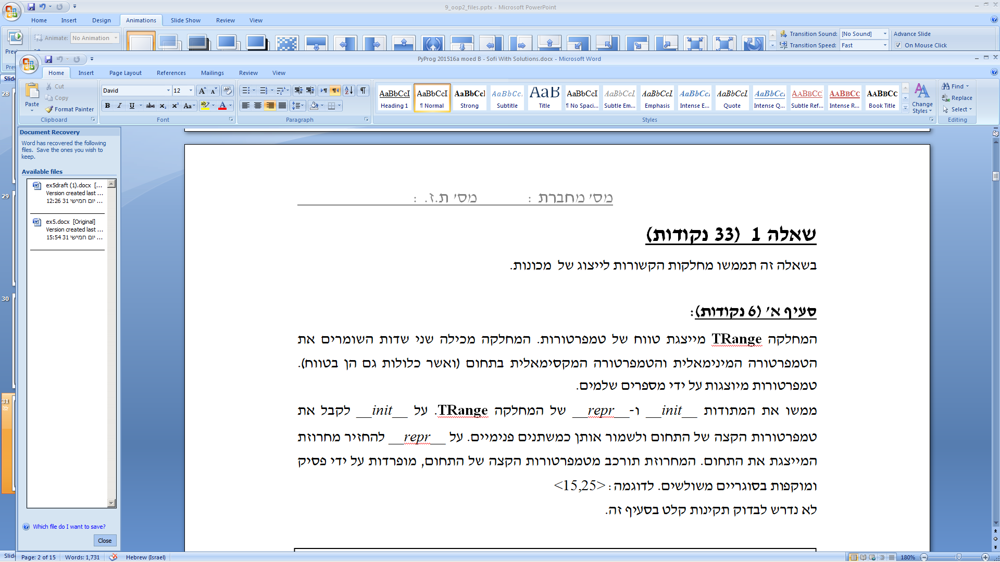 9_oop2_files.pptx - Microsoft PowerPoint
Home Insert Design Animations Slide Show Review View
Animate: No Animation
Transition Sound: [No Sound] Advance Slide
Transition Speed: Fast On Mouse Click
PyProg 201516a moed B - Sofi With Solutions.docx - Microsoft Word
Home Insert Page Layout References Mailings Review View
Paste Cut Copy Format Painter
Clipboard
David 12
Font
Paragraph
AaBbCcI AaBbCcI AaBbCcI AaBbCc. AaB AaBbCcI AaBbCcI AaBbCcI AaBbCcI AaBbCcI AaBbCcI AaBbCc AaBbCc AaBbCc
Heading 1 ¶ Normal Strong Subtitle Title ¶ No Spaci... Subtle Em... Emphasis Intense E... Quote Intense Q... Subtle Ref... Intense R... Book Title
Styles
Change Styles
Find
Replace
Select
Editing
Slid
28
29
30
31
Document Recovery
Word has recovered the following
files. Save the ones you wish to
keep.
Available files
ex5draft (1).docx [...
Version created last ...
12:26 31 יום חמישי ...
ex5.docx [Original]
Version created last ...
15:54 31 יום חמישי ...
Which file do I want to save?
Close
מס׳ מחברת : מס׳ ת.ז. :
שאלה 1 (33 נקודות)
בשאלה זה תממשו מחלקות הקשורות לייצוג של מכונות.
סעיף א׳ (6 נקודות):
המחלקה TRange מייצגת טווח של טמפרטורות. המחלקה מכילה שני שדות השומרים את
הטמפרטורה המינימאלית והטמפרטורה המקסימאלית בתחום (ואשר כלולות גם הן בטווח).
טמפרטורות מיוצגות על ידי מספרים שלמים.
ממשו את המתודות __init__ ו-__repr__ של המחלקה TRange. על __init__ לקבל את
טמפרטורות הקצה של התחום ולשמור אותן כמשתנים פנימיים. על __repr__ להחזיר מחרוזת
המייצגת את התחום. המחרוזת תורכב מטמפרטורות הקצה של התחום, מופרדות על ידי פסיק
ומוקפות בסוגריים משולשים. לדוגמה: <15,25>
לא נדרש לבדוק תקינות קלט בסעיף זה.
Slid
Page: 2 of 15 Words: 1,731 Hebrew (Israel) 180%